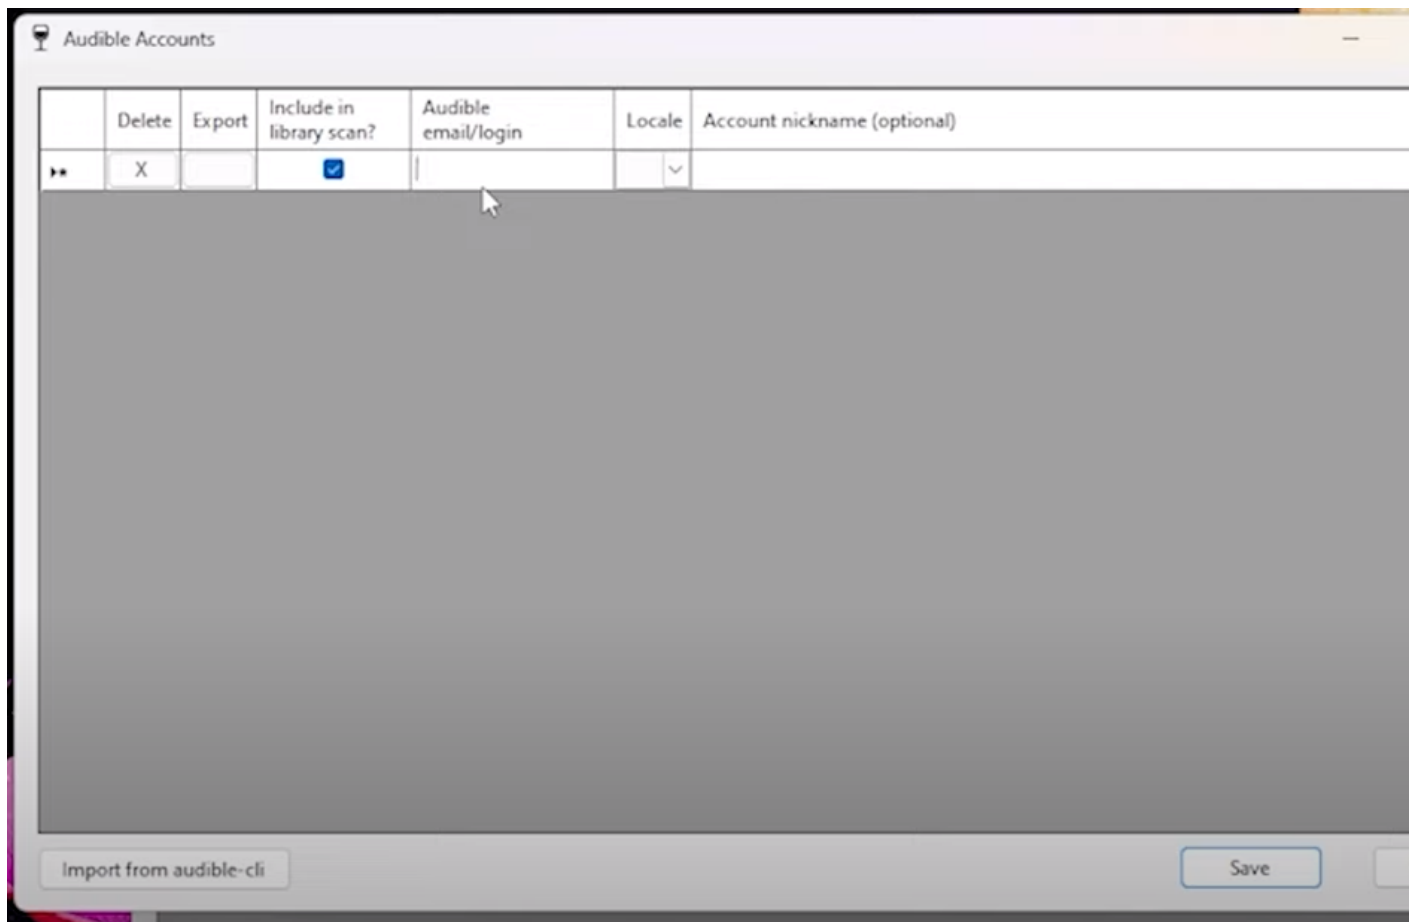 Audible Accounts
Delete
Export
Include in
library scan?
Audible
email/login
Locale
Account nickname (optional)
X
Import from audible-cli
Save